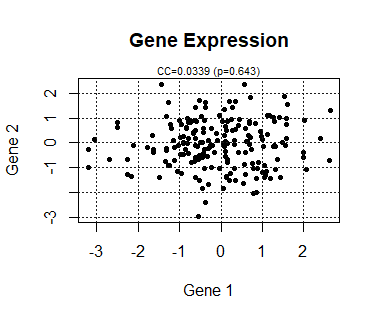 Gene Expression
CC=0.0339 (p=0.643)
Gene 2
2
1
0
-1
-3
-3 -2 -1 0 1 2
Gene 1